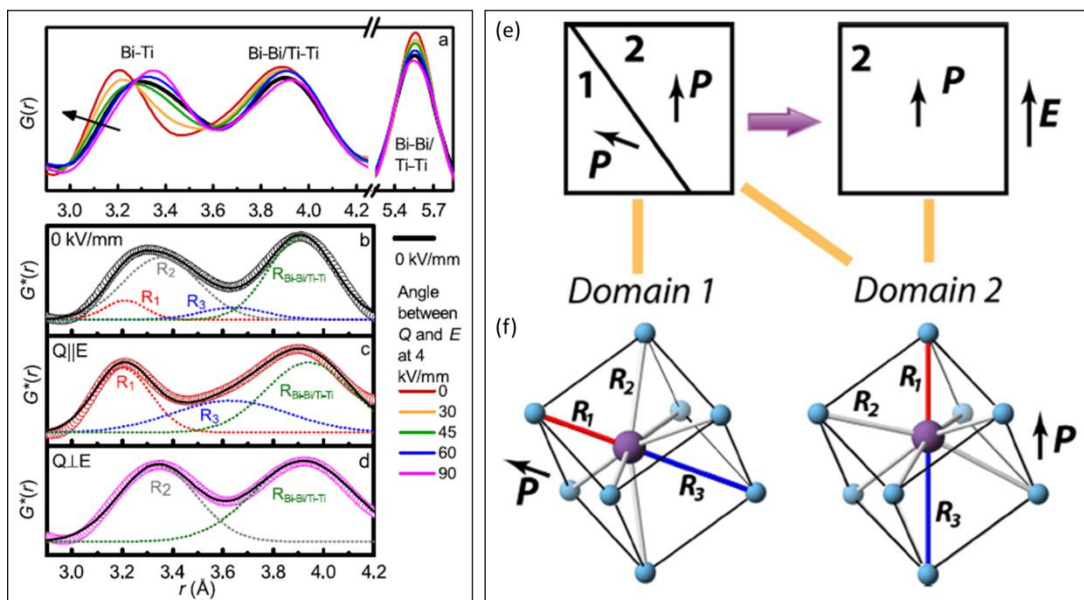 a
Bi-Ti
Bi-Bi/Ti-Ti
Bi-Bi/
Ti-Ti
G(r)
3.0 3.2 3.4 3.6 3.8 4.0 4.2 5.4 5.7
0 kV/mm
b
R1
R2
R3
RBi-Bi/Ti-Ti
G*(r)
Q||E
c
R1
R3
RBi-Bi/Ti-Ti
G*(r)
Q⊥E
d
R2
RBi-Bi/Ti-Ti
G*(r)
3.0 3.2 3.4 3.6 3.8 4.0 4.2
r (Å)
0 kV/mm
Angle
between
Q and E
at 4
kV/mm
0
30
45
60
90
(e)
1
2
P
P
2
P
E
Domain 1
Domain 2
(f)
R2
R1
R3
P
R1
R2
R3
P